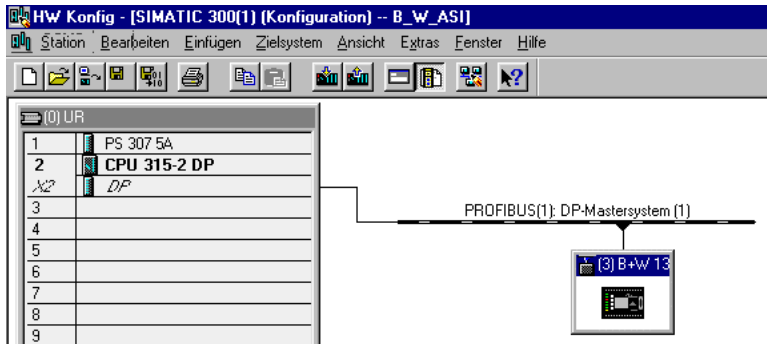 HW Konfig - [SIMATIC 300(1) (Konfiguration) -- B_W_ASI]
Station Bearbeiten Einfügen Zielsystem Ansicht Extras Fenster Hilfe
(0) UR
1 PS 307 5A
2 CPU 315-2 DP
X2 DP
3
4
5
6
7
8
9
PROFIBUS(1): DP-Mastersystem (1)
(3) B+W 13